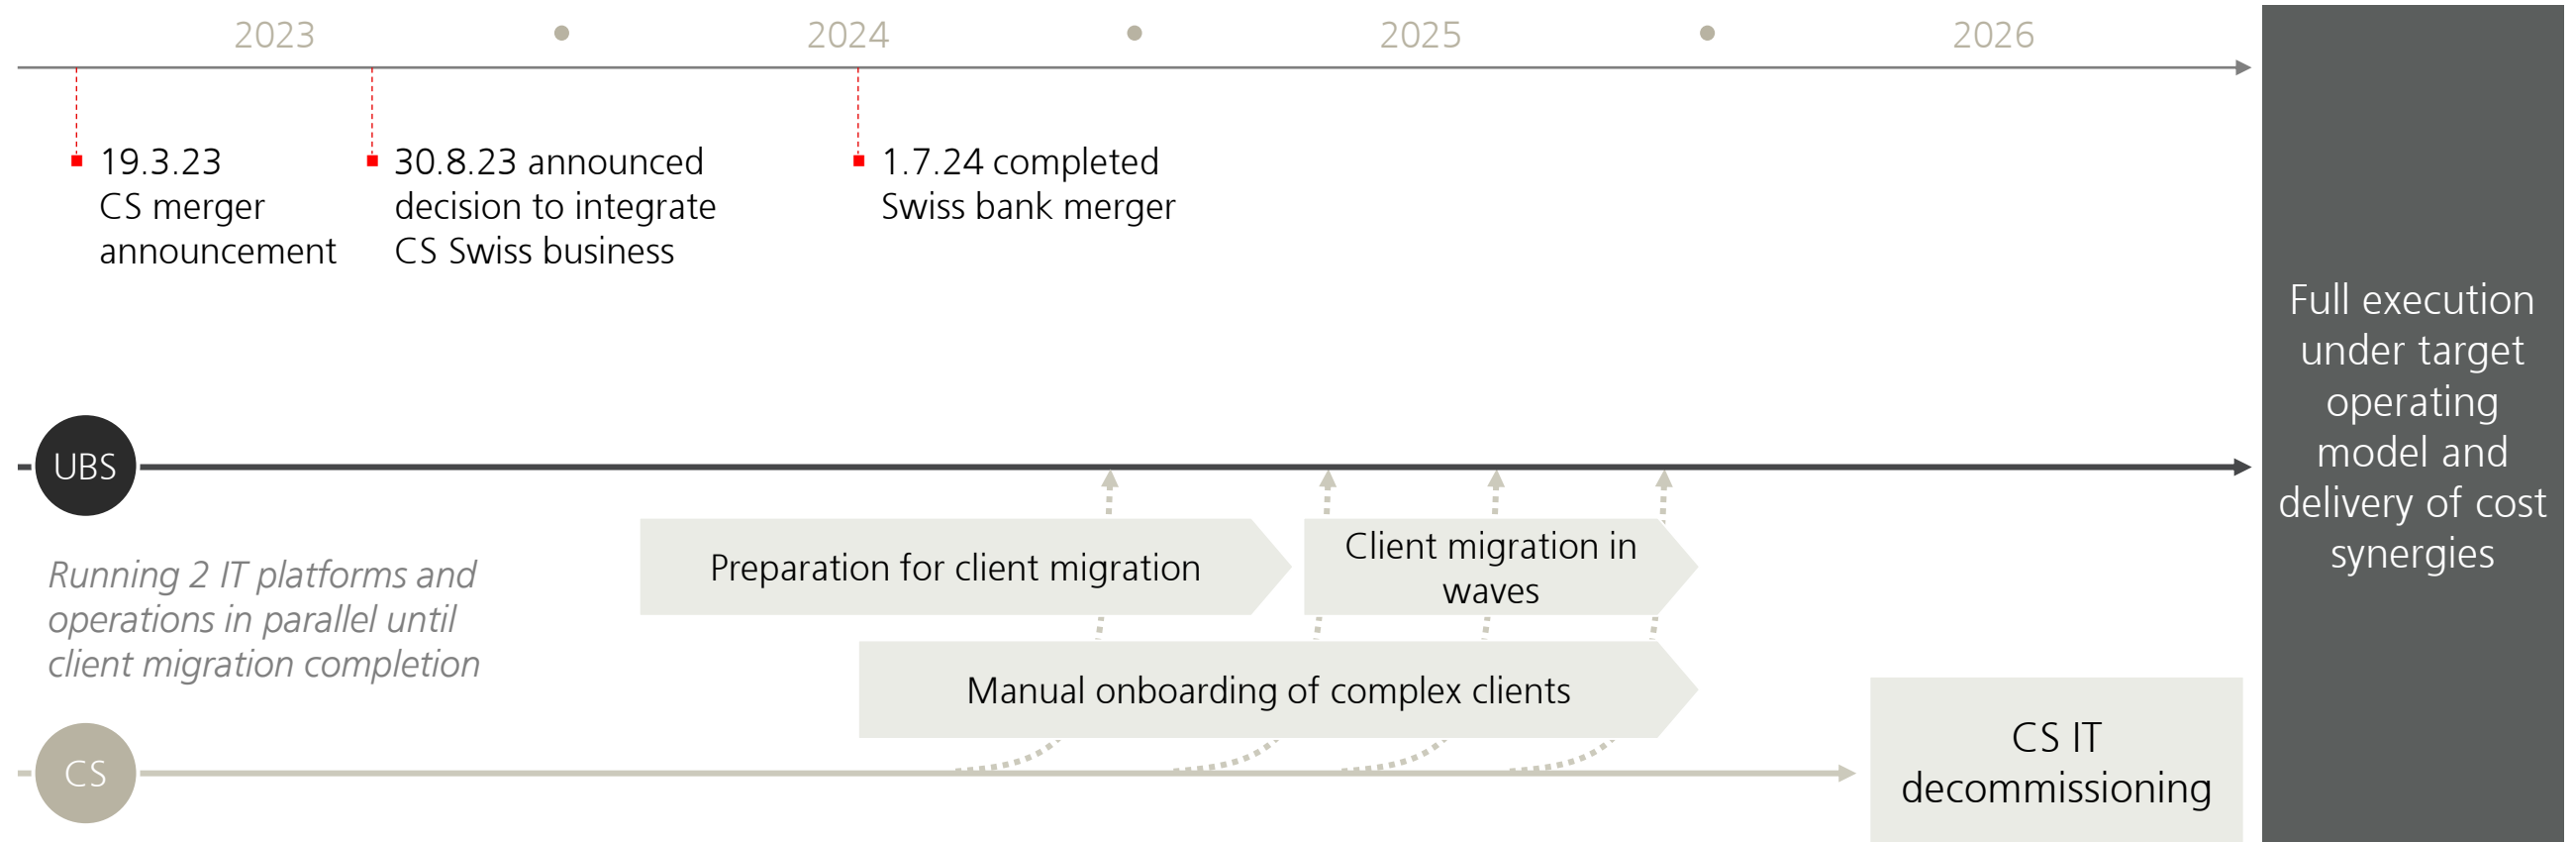 2023 • 2024 • 2025 • 2026
19.3.23
CS merger
announcement
30.8.23 announced
decision to integrate
CS Swiss business
1.7.24 completed
Swiss bank merger
UBS
Preparation for client migration
Client migration in
waves
Running 2 IT platforms and
operations in parallel until
client migration completion
Manual onboarding of complex clients
CS
CS IT
decommissioning
Full execution
under target
operating
model and
delivery of cost
synergies